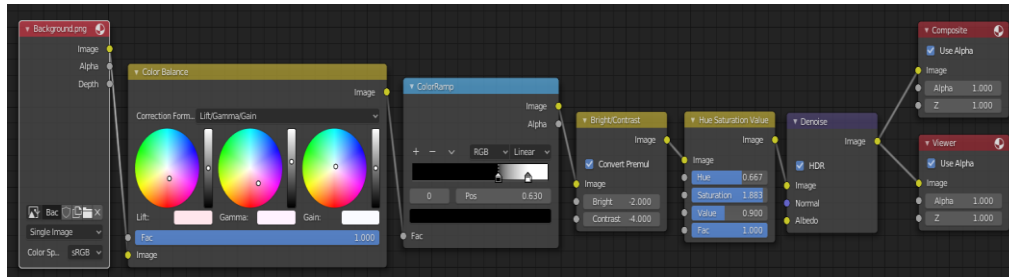 Background.png
Image
Alpha
Depth
Bac
Single Image
Color Sp... sRGB
Color Balance
Image
Correction Form... Lift/Gamma/Gain
Lift:
Gamma:
Gain:
Fac 1.000
Image
ColorRamp
Image
Alpha
+ − RGB Linear
0 Pos 0.630
Fac
Bright/Contrast
Image
Convert Premul
Image
Bright -2.000
Contrast -4.000
Hue Saturation Value
Image
Image
Hue 0.667
Saturation 1.883
Value 0.900
Fac 1.000
Denoise
Image
HDR
Image
Normal
Albedo
Composite
Use Alpha
Image
Alpha 1.000
Z 1.000
Viewer
Use Alpha
Image
Alpha 1.000
Z 1.000